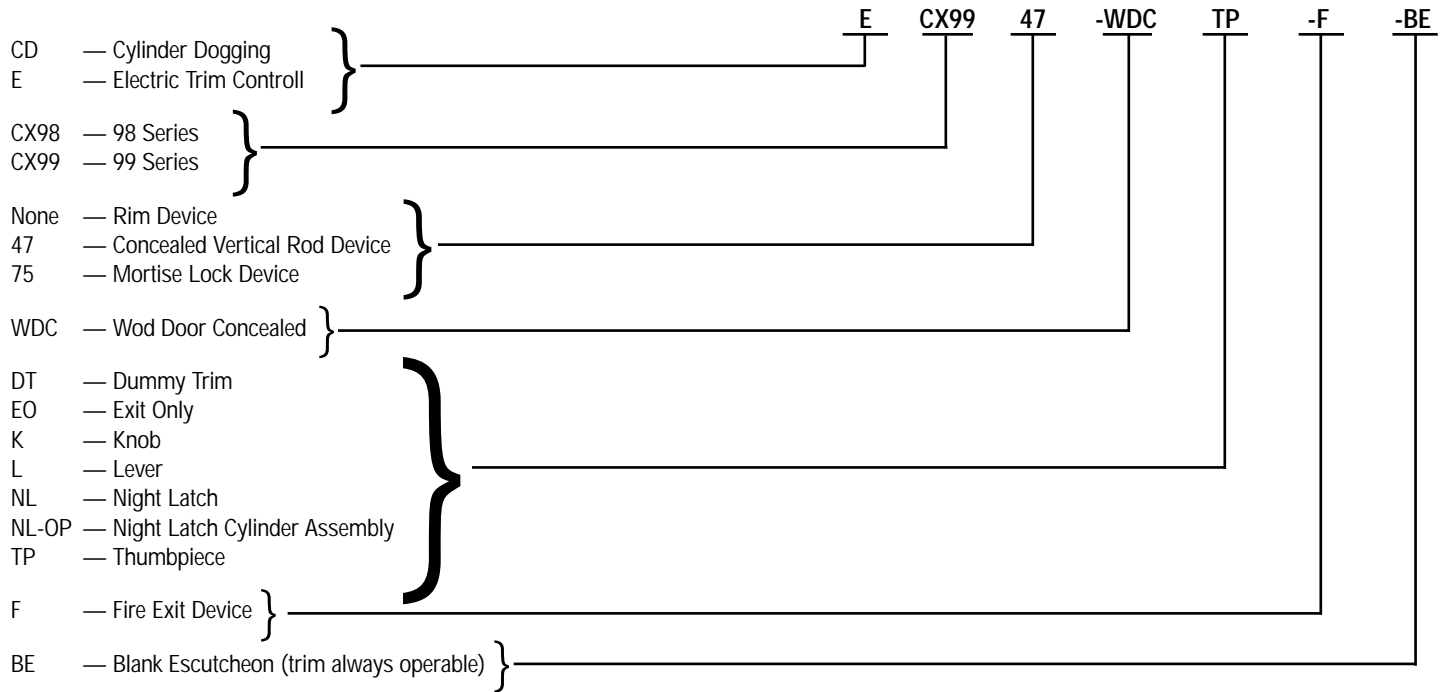 E CX99 47 -WDC TP -F -BE
CD — Cylinder Dogging
E — Electric Trim Controll
CX98 — 98 Series
CX99 — 99 Series
None — Rim Device
47 — Concealed Vertical Rod Device
75 — Mortise Lock Device
WDC — Wod Door Concealed
DT — Dummy Trim
EO — Exit Only
K — Knob
L — Lever
NL — Night Latch
NL-OP — Night Latch Cylinder Assembly
TP — Thumbpiece
F — Fire Exit Device
BE — Blank Escutcheon (trim always operable)